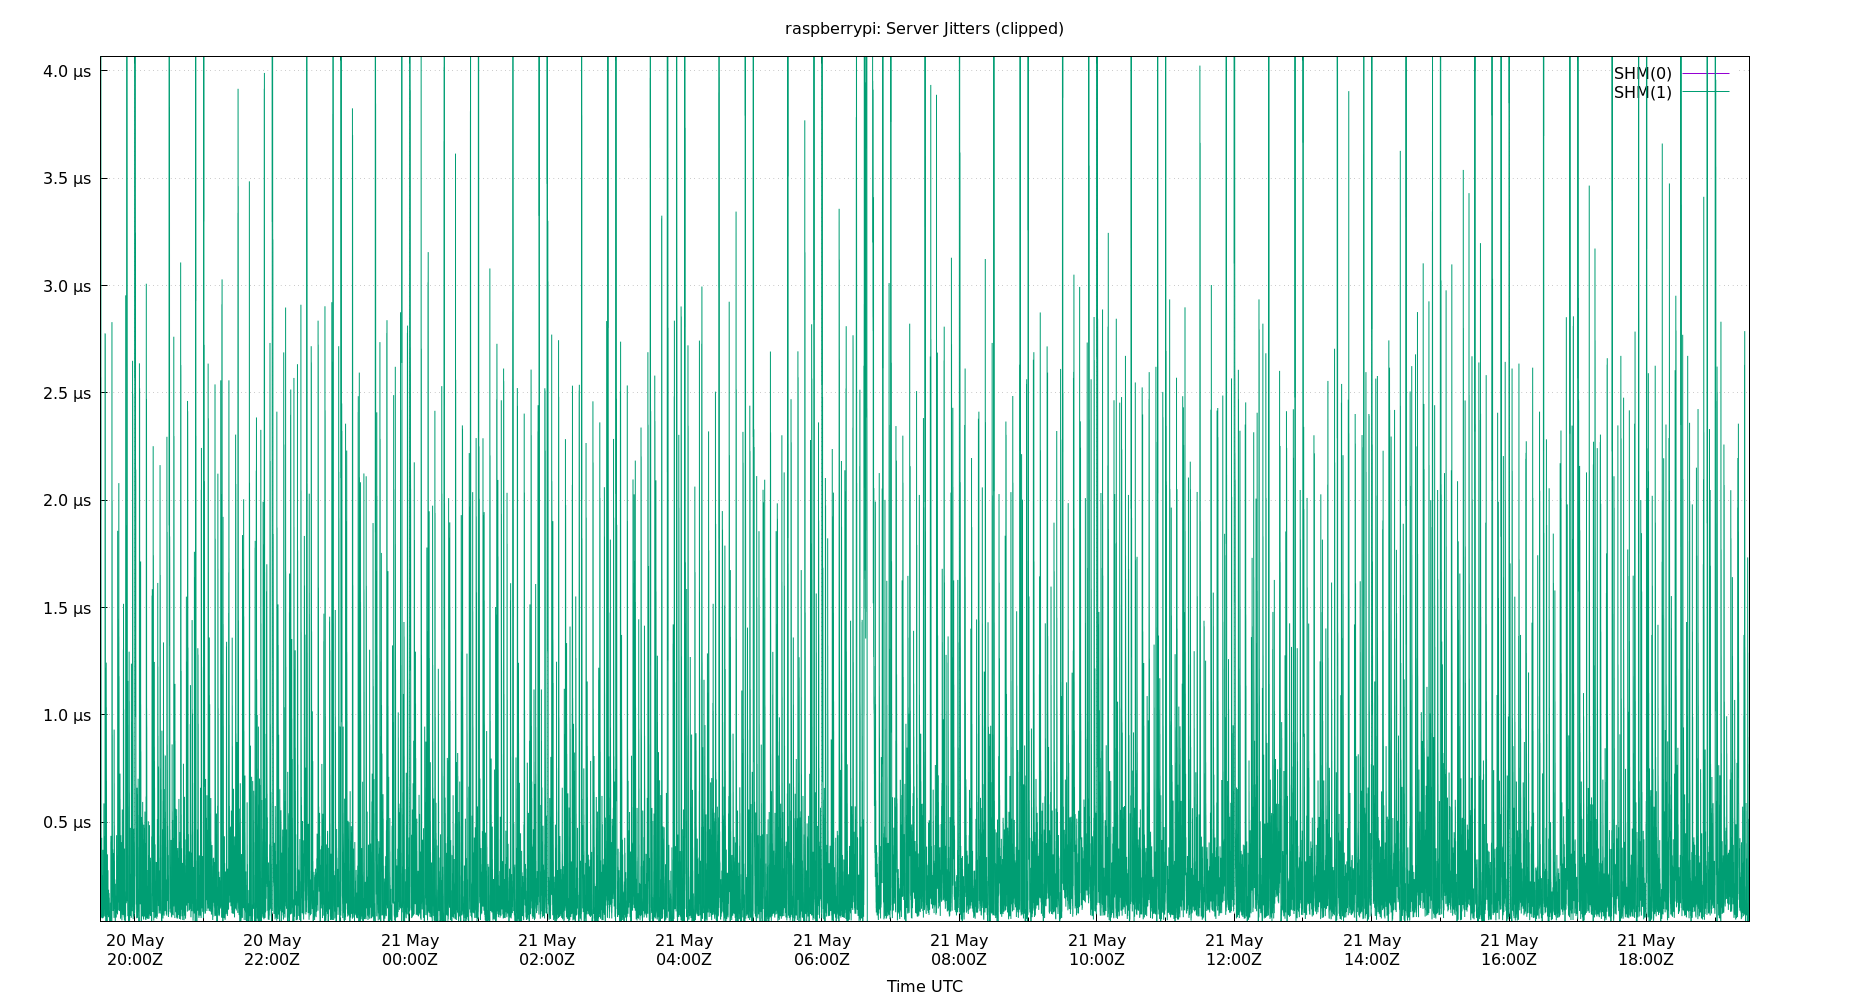 raspberrypi: Server Jitters (clipped)
4.0 µs
3.5 µs
3.0 µs
2.5 µs
2.0 µs
1.5 µs
1.0 µs
0.5 µs
SHM(0)
SHM(1)
20 May 20 May 21 May 21 May 21 May 21 May 21 May 21 May 21 May 21 May 21 May 21 May
20:00Z 22:00Z 00:00Z 02:00Z 04:00Z 06:00Z 08:00Z 10:00Z 12:00Z 14:00Z 16:00Z 18:00Z
Time UTC